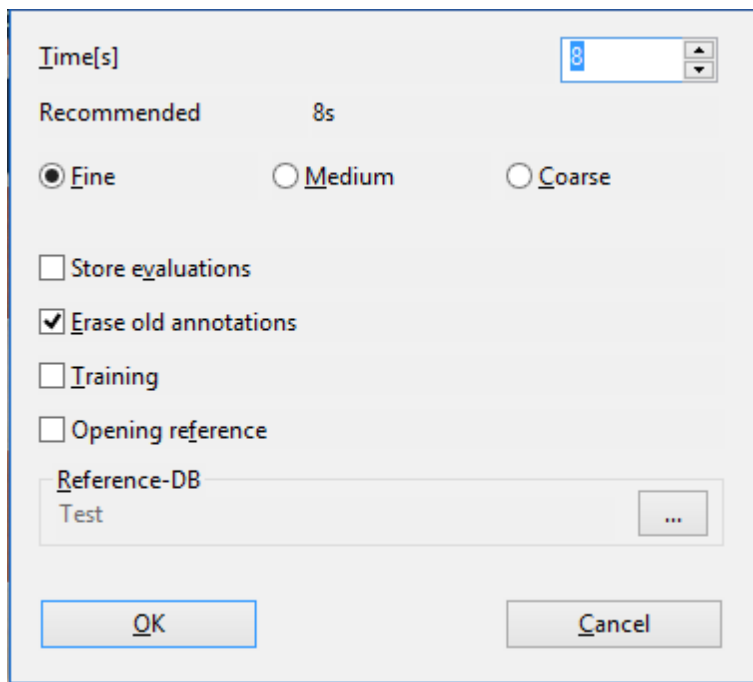 Time[s] 8
Recommended 8s
Fine Medium Coarse
Store evaluations
Erase old annotations
Training
Opening reference
Reference-DB
Test ...
OK Cancel